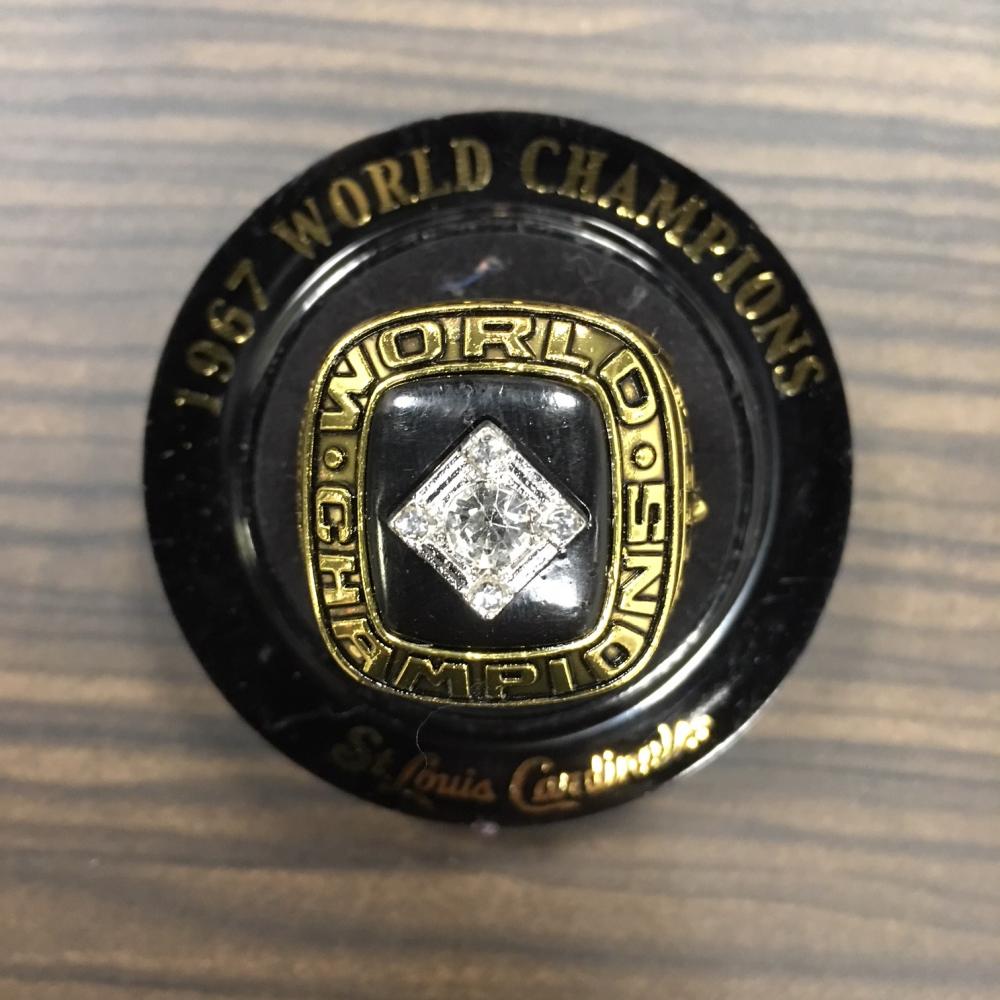 1967 WORLD CHAMPIONS
WORLD
CHAMPIONS
St. Louis Cardinals